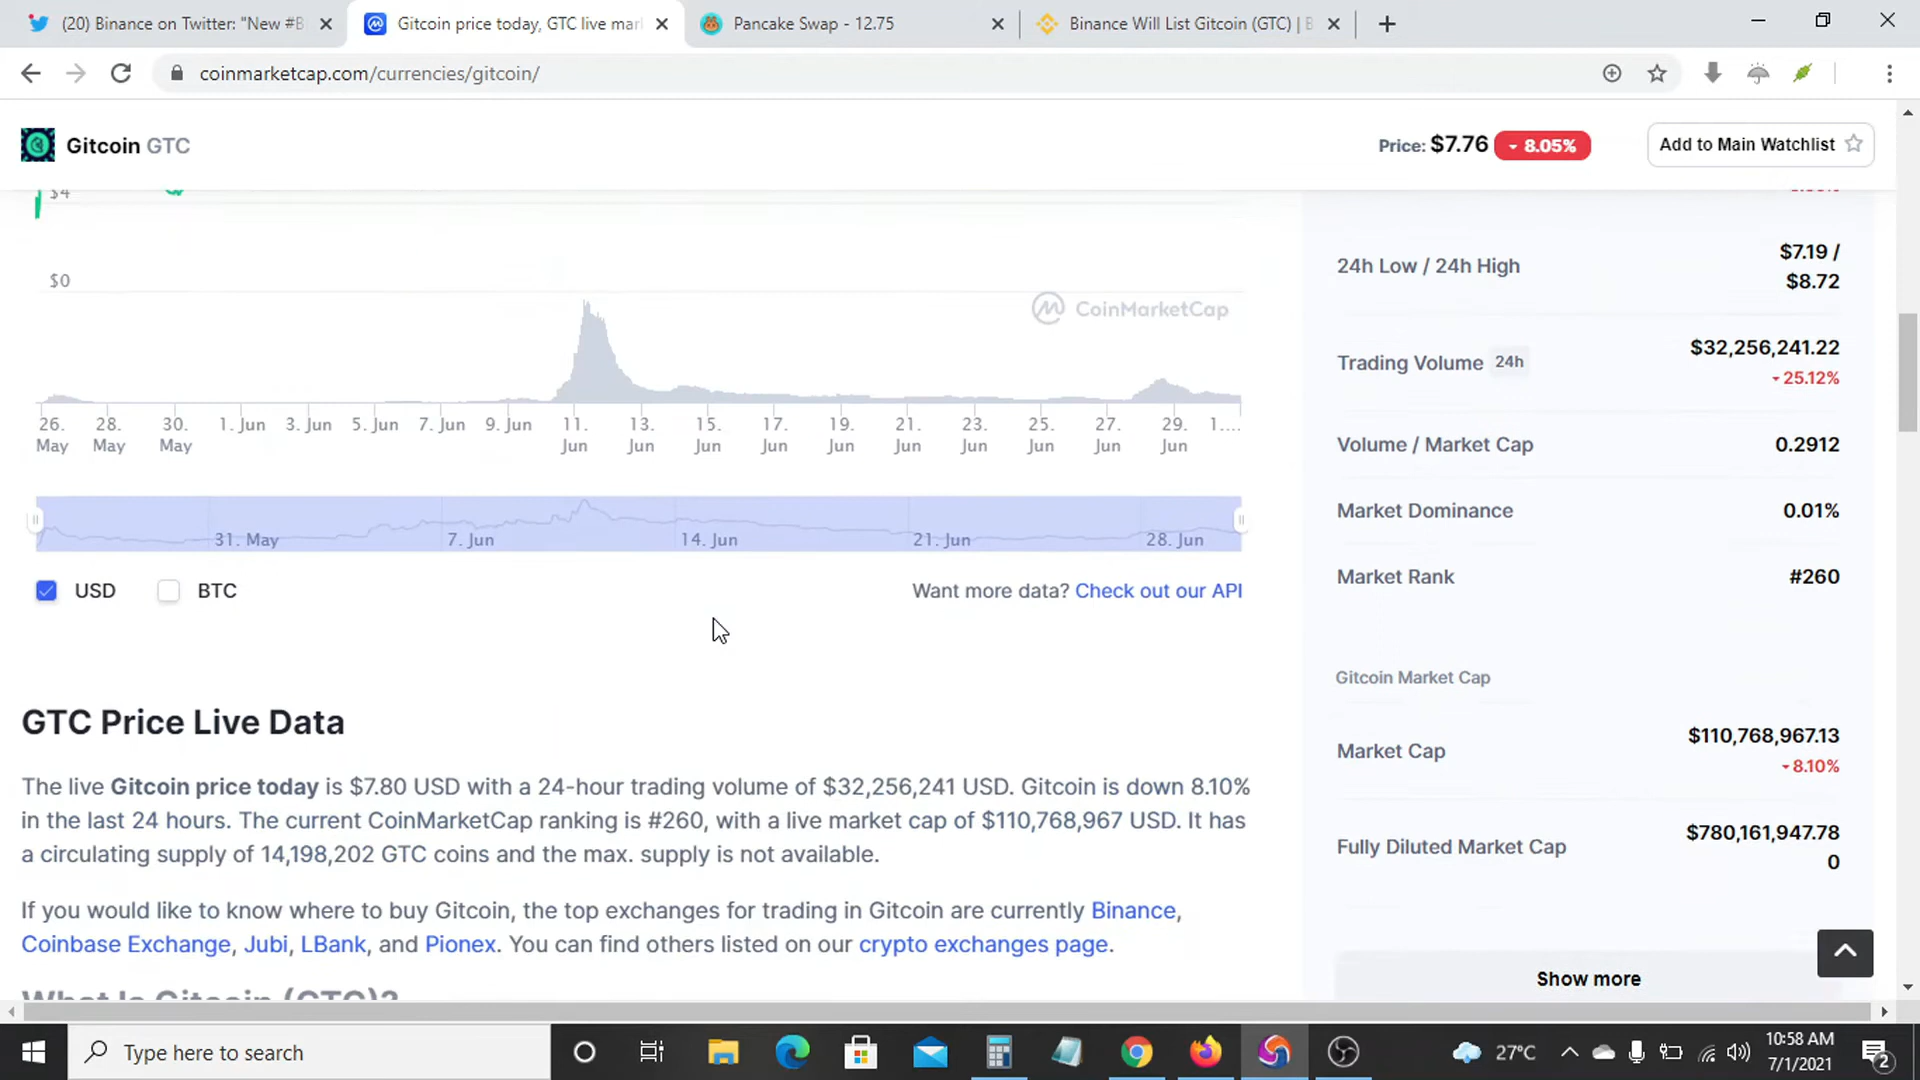 (20) Binance on Twitter: "New #B
Gitcoin price today, GTC live mar
Pancake Swap - 12.75
Binance Will List Gitcoin (GTC) | B
coinmarketcap.com/currencies/gitcoin/
Gitcoin GTC
Price: $7.76 8.05%
Add to Main Watchlist
$4
$0
CoinMarketCap
26. May 28. May 30. May 1. Jun 3. Jun 5. Jun 7. Jun 9. Jun 11. Jun 13. Jun 15. Jun 17. Jun 19. Jun 21. Jun 23. Jun 25. Jun 27. Jun 29. Jun 1....
31. May 7. Jun 14. Jun 21. Jun 28. Jun
USD BTC
Want more data? Check out our API
GTC Price Live Data
The live Gitcoin price today is $7.80 USD with a 24-hour trading volume of $32,256,241 USD. Gitcoin is down 8.10%
in the last 24 hours. The current CoinMarketCap ranking is #260, with a live market cap of $110,768,967 USD. It has
a circulating supply of 14,198,202 GTC coins and the max. supply is not available.
If you would like to know where to buy Gitcoin, the top exchanges for trading in Gitcoin are currently Binance,
Coinbase Exchange, Jubi, LBank, and Pionex. You can find others listed on our crypto exchanges page.
What Is Gitcoin (GTC)?
24h Low / 24h High
$7.19 /
$8.72
Trading Volume 24h
$32,256,241.22
25.12%
Volume / Market Cap
0.2912
Market Dominance
0.01%
Market Rank
#260
Gitcoin Market Cap
Market Cap
$110,768,967.13
8.10%
Fully Diluted Market Cap
$780,161,947.78
0
Show more
Type here to search
27°C
10:58 AM
7/1/2021
2